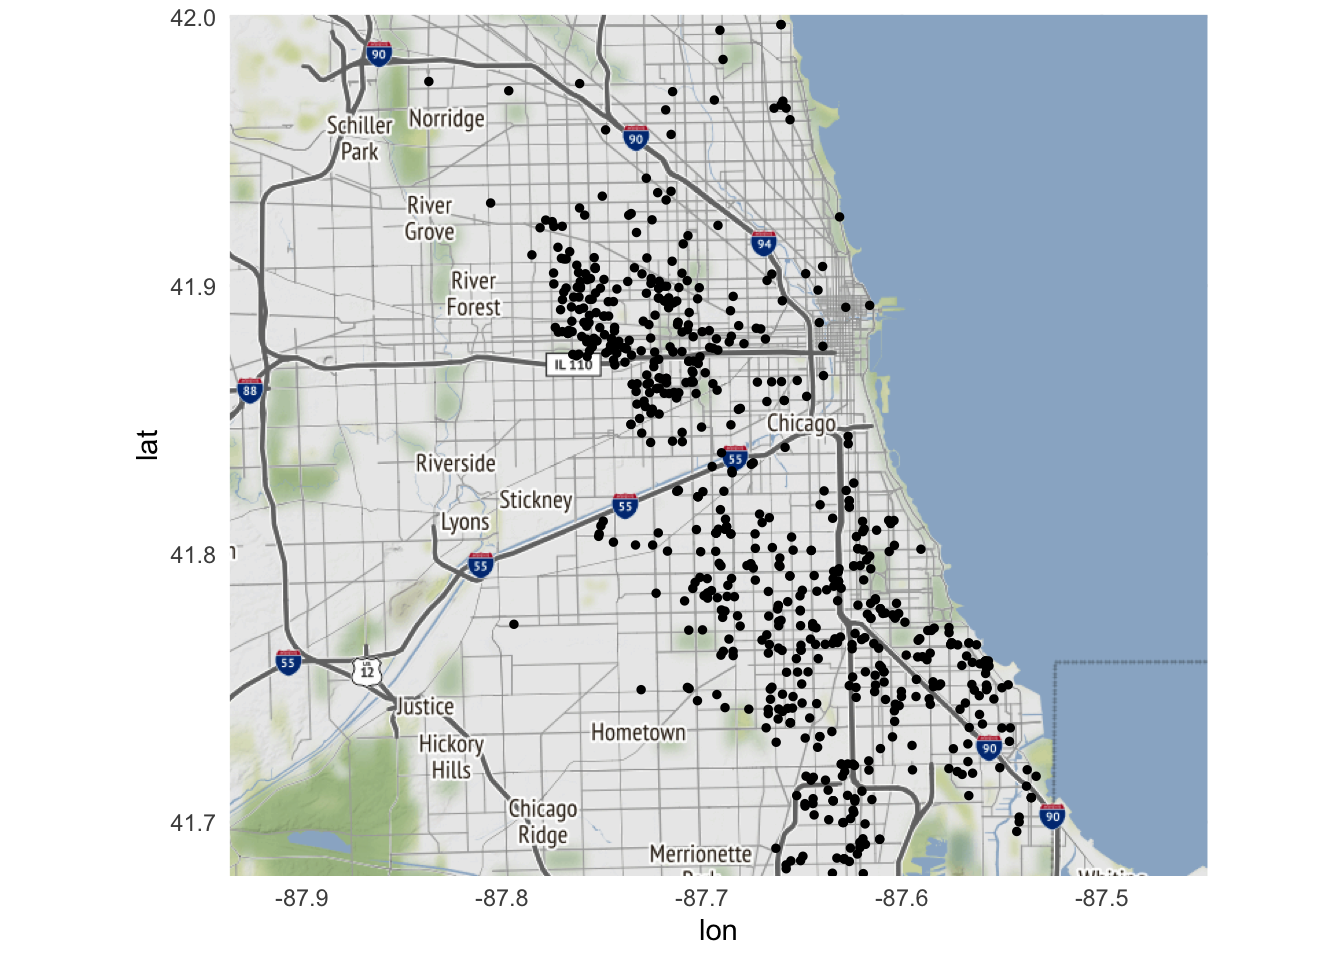 42.0
41.9
41.8
41.7
lat
-87.9
-87.8
-87.7
-87.6
-87.5
lon
90
Schiller
Park
Norridge
90
River
Grove
94
River
Forest
IL 110
88
Chicago
Riverside
55
Stickney
55
Lyons
55
55
US
12
Justice
Hometown
Hickory
Hills
90
Chicago
Ridge
90
Merrionette